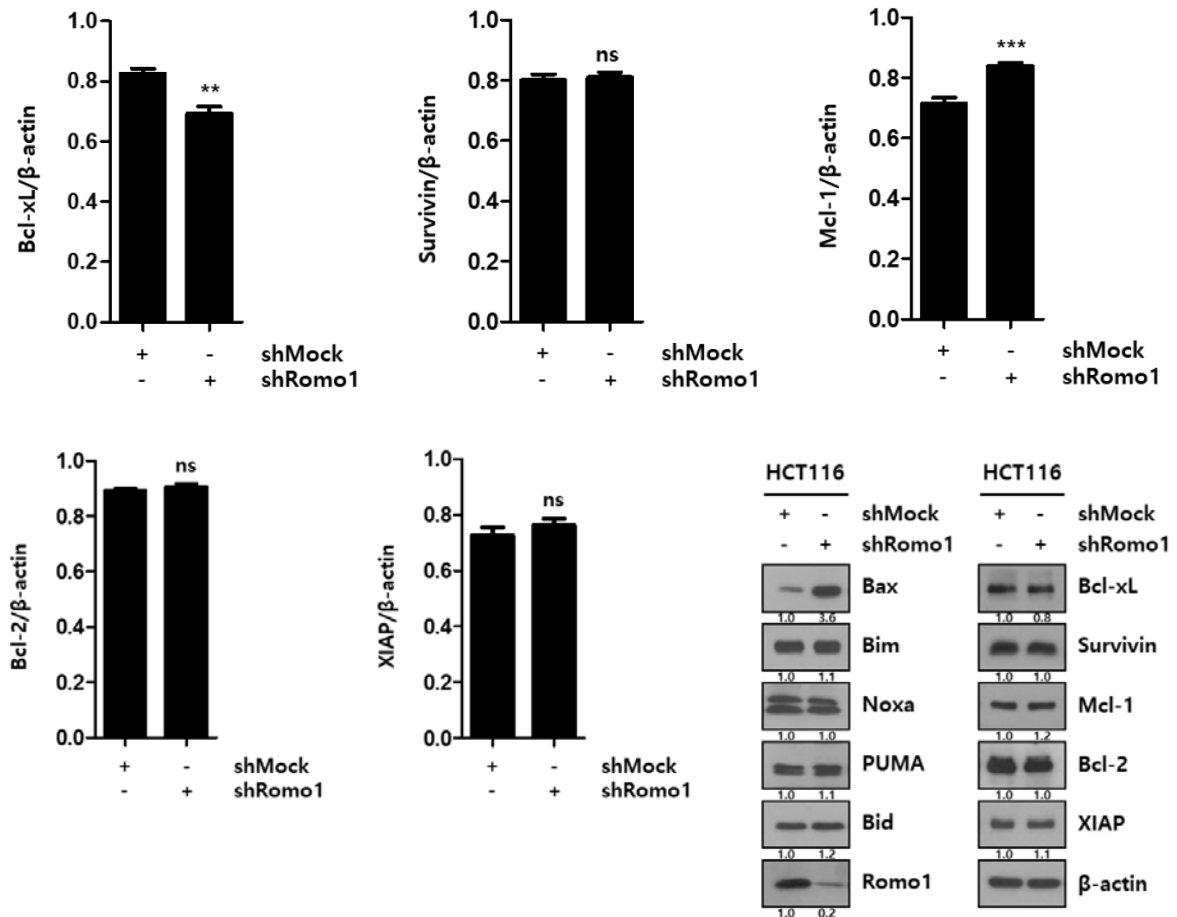 Bcl-xL/β-actin
1.0
0.8
0.6
0.4
0.2
0.0
**
+ - shMock
- + shRomo1
Survivin/β-actin
1.0
0.8
0.6
0.4
0.2
0.0
ns
+ - shMock
- + shRomo1
Mcl-1/β-actin
1.0
0.8
0.6
0.4
0.2
0.0
***
+ - shMock
- + shRomo1
Bcl-2/β-actin
1.0
0.8
0.6
0.4
0.2
0.0
ns
+ - shMock
- + shRomo1
XIAP/β-actin
1.0
0.8
0.6
0.4
0.2
0.0
ns
+ - shMock
- + shRomo1
HCT116
+ - shMock
- + shRomo1
Bax
1.0 3.6
Bim
1.0 1.1
Noxa
1.0 1.0
PUMA
1.0 1.1
Bid
1.0 1.2
Romo1
1.0 0.2
HCT116
+ - shMock
- + shRomo1
Bcl-xL
1.0 0.8
Survivin
1.0 1.0
Mcl-1
1.0 1.2
Bcl-2
1.0 1.0
XIAP
1.0 1.1
β-actin